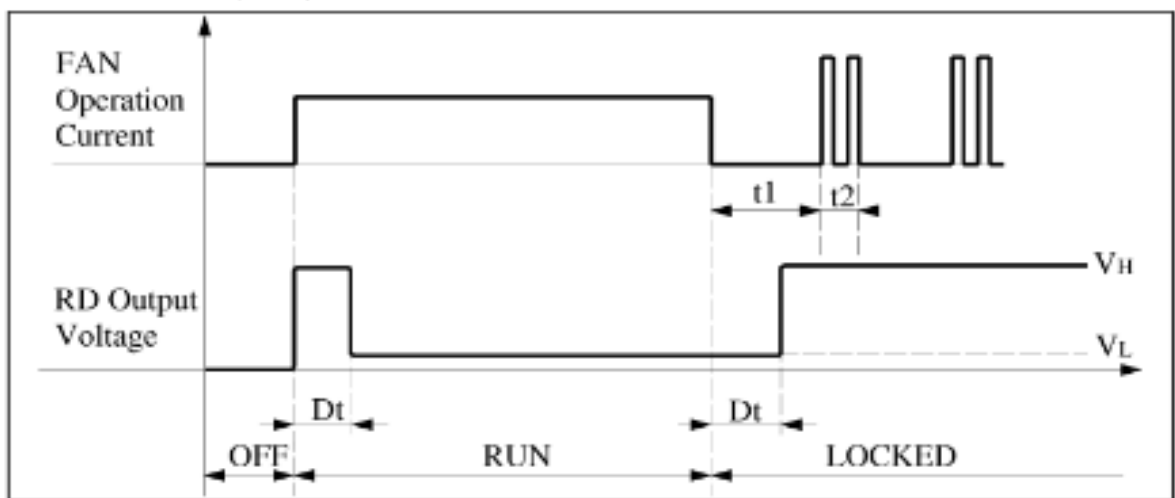 FAN
Operation
Current
t1
t2
RD Output
Voltage
VH
VL
Dt
Dt
OFF
RUN
LOCKED